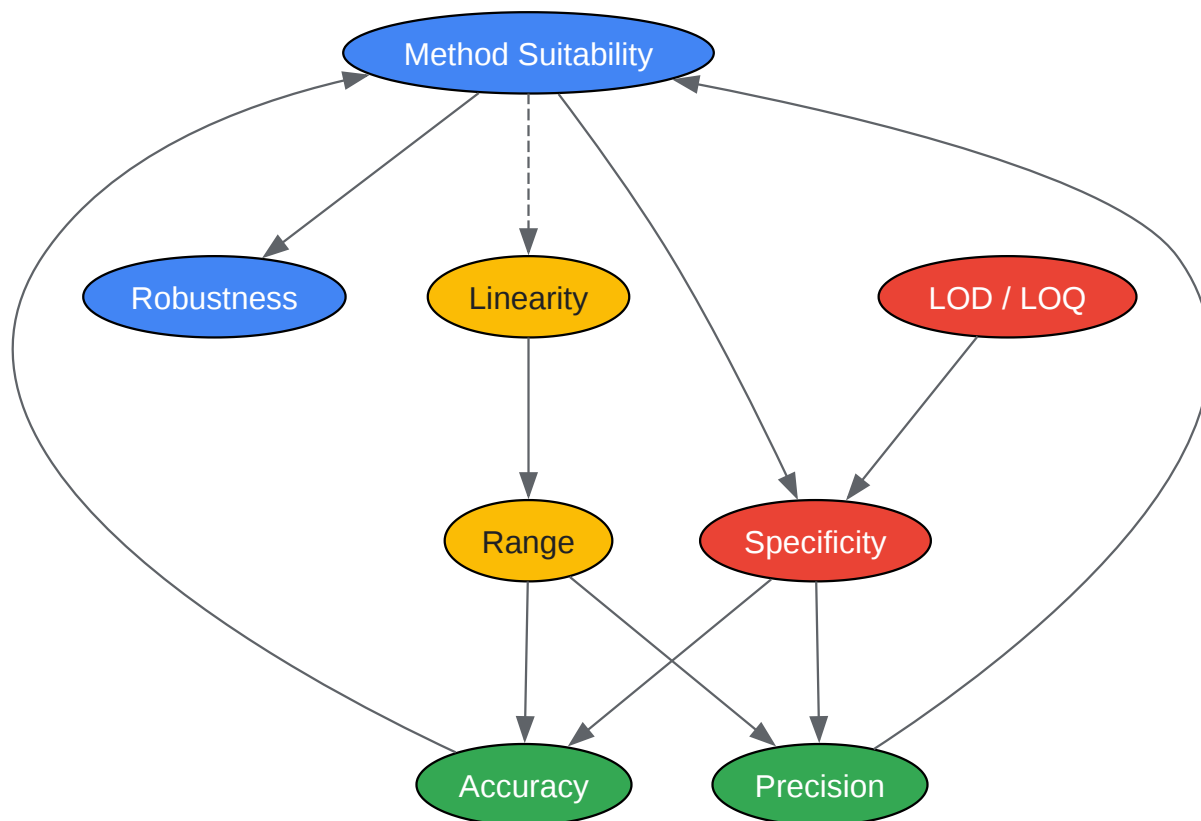 Method Suitability
Robustness
Linearity
LOD / LOQ
Range
Specificity
Accuracy
Precision